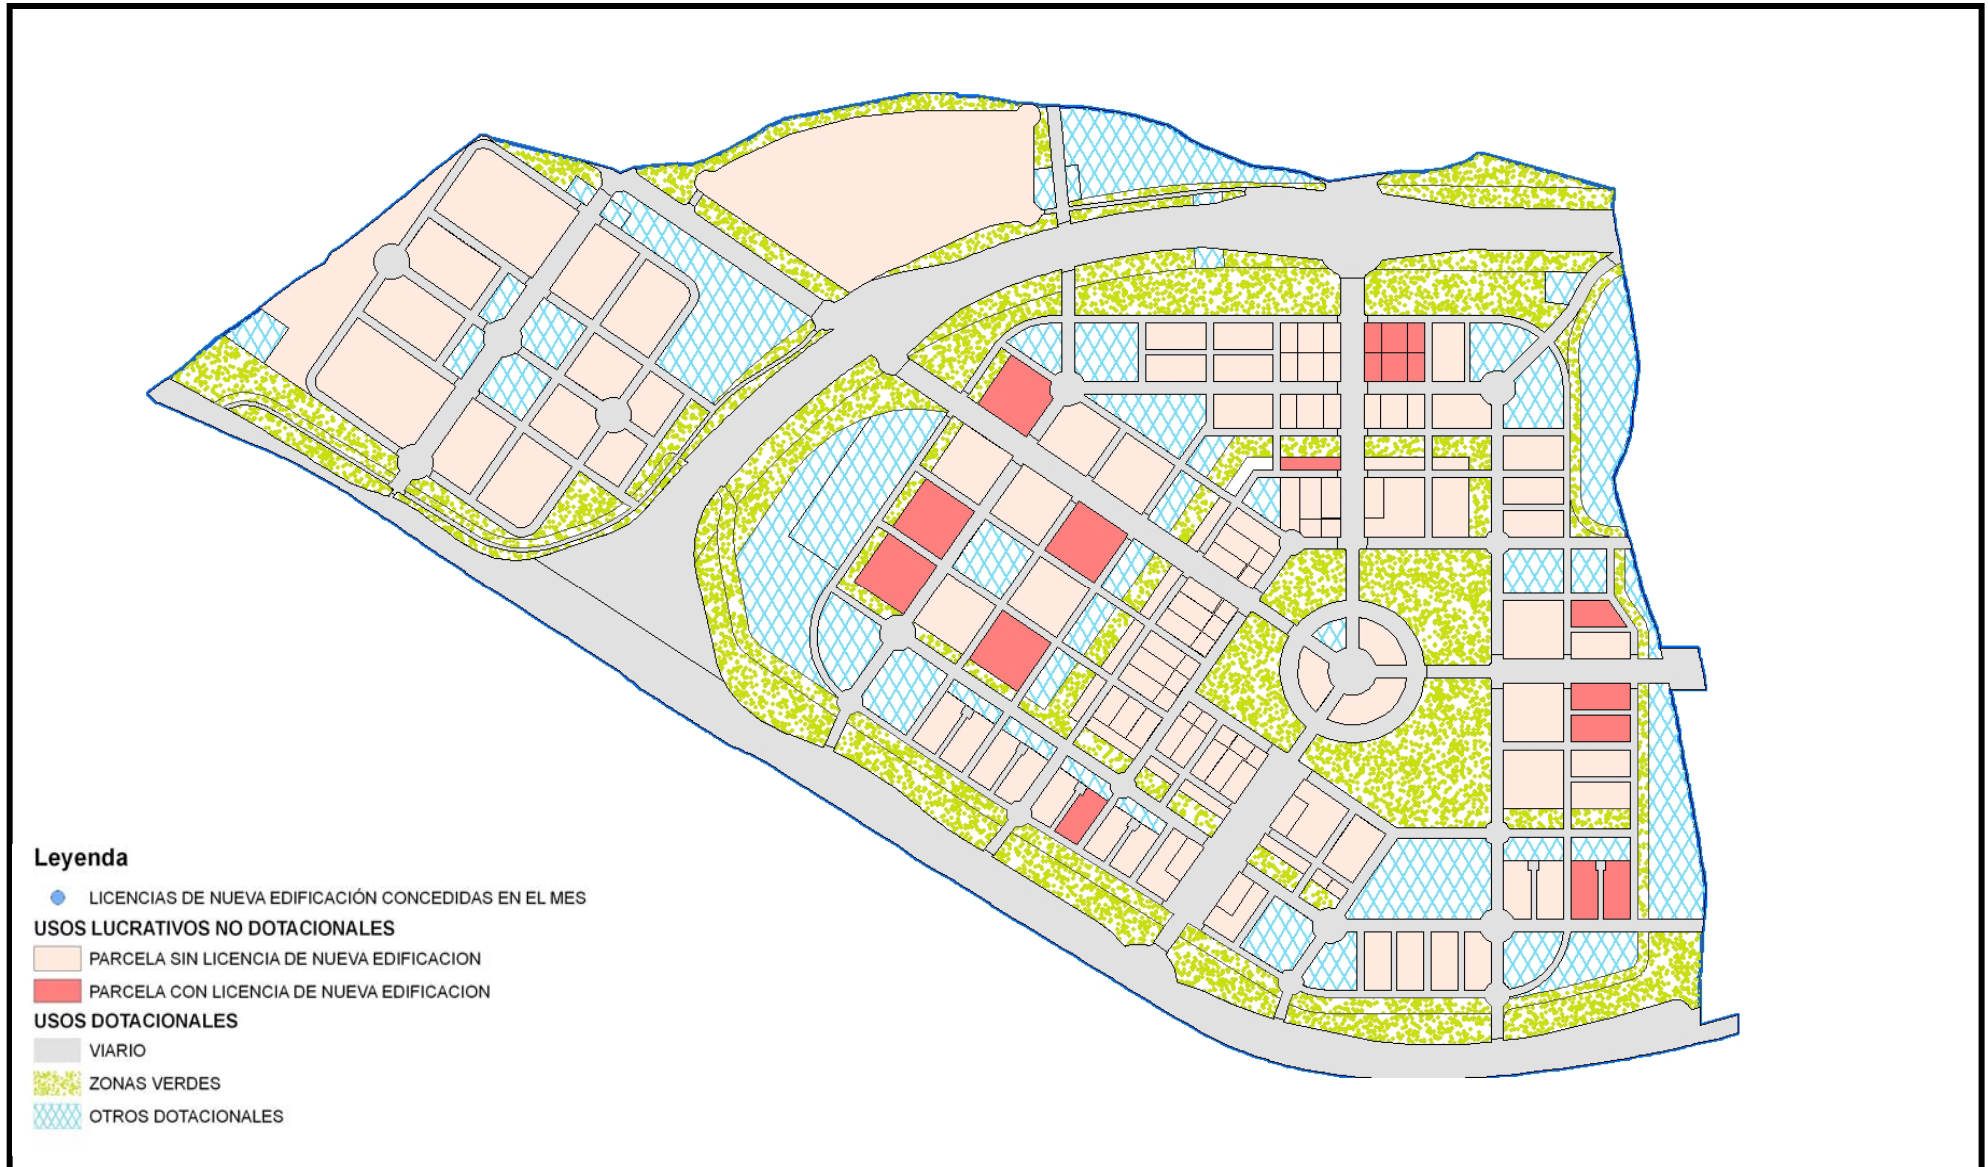 Leyenda
LICENCIAS DE NUEVA EDIFICACIÓN CONCEDIDAS EN EL MES
USOS LUCRATIVOS NO DOTACIONALES
PARCELA SIN LICENCIA DE NUEVA EDIFICACION
PARCELA CON LICENCIA DE NUEVA EDIFICACION
USOS DOTACIONALES
VIARIO
ZONAS VERDES
OTROS DOTACIONALES